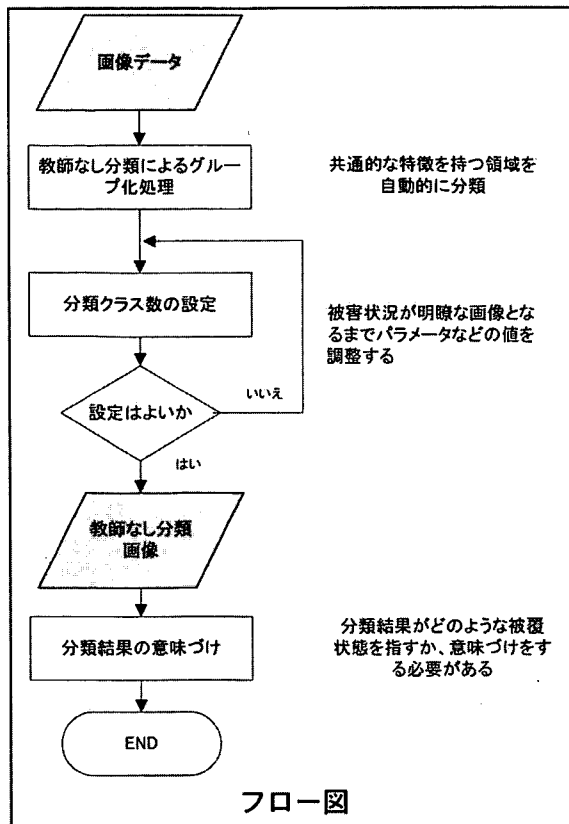 画像データ
教師なし分類によるグルー
プ化処理
共通的な特徴を持つ領域を
自動的に分類
分類クラス数の設定
被害状況が明瞭な画像とな
るまでパラメータなどの値を
調整する
設定はよいか
いいえ
はい
教師なし分類
画像
分類結果の意味づけ
分類結果がどのような被覆
状態を指すか、意味づけをす
る必要がある
END
フロー図